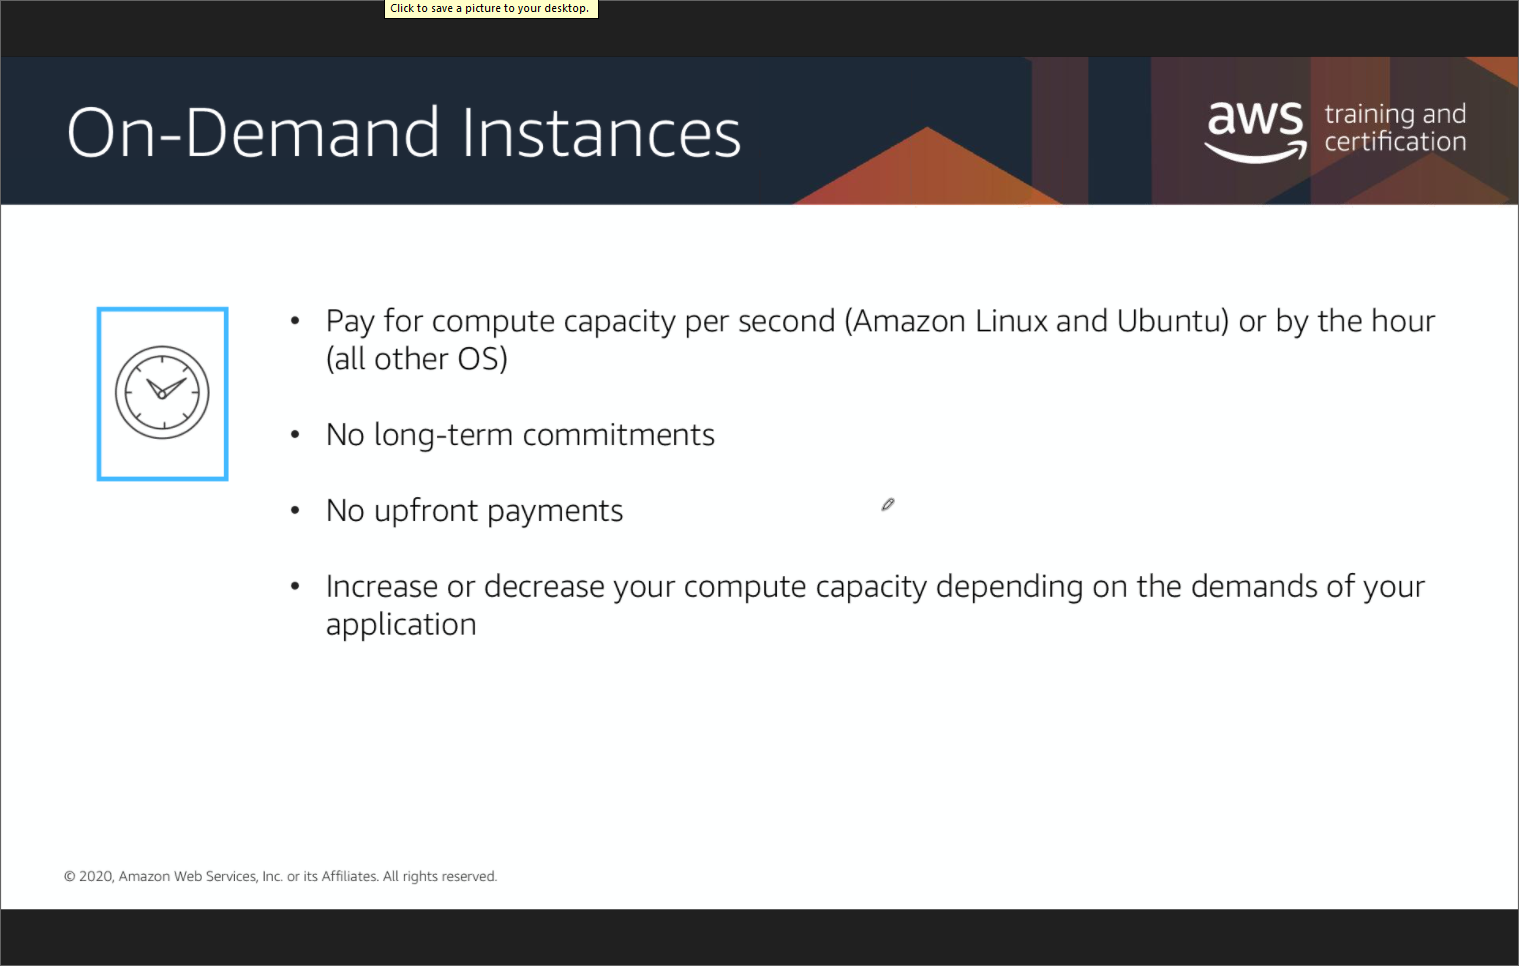 Click to save a picture to your desktop.
On-Demand Instances
aws training and
certification
• Pay for compute capacity per second (Amazon Linux and Ubuntu) or by the hour
(all other OS)
• No long-term commitments
• No upfront payments
• Increase or decrease your compute capacity depending on the demands of your
application
© 2020, Amazon Web Services, Inc. or its Affiliates. All rights reserved.